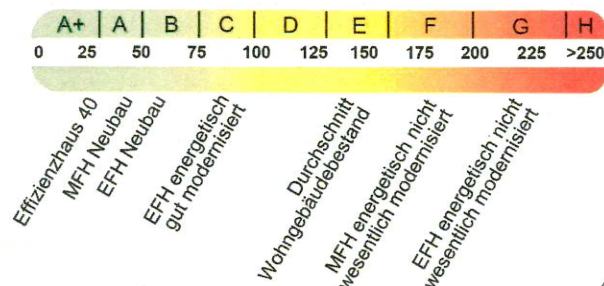 A+ A B C D E F G H
0 25 50 75 100 125 150 175 200 225 >250
Effizienzhaus 40
MFH Neubau
EFH Neubau
EFH energetisch
gut modernisiert
Durchschnitt
Wohngebäudebestand
MFH energetisch nicht
wesentlich modernisiert
EFH energetisch nicht
wesentlich modernisiert